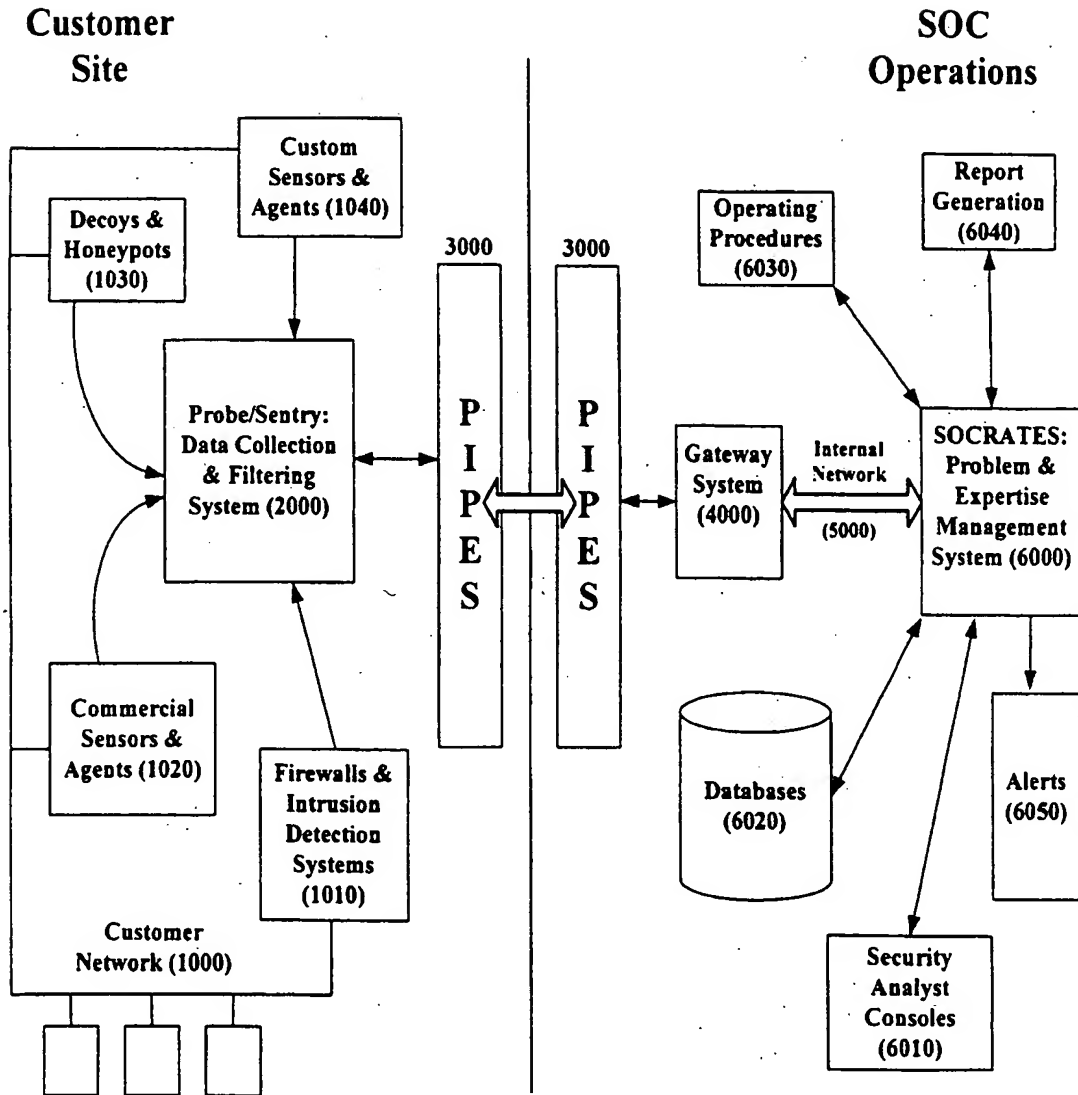 Customer
Site
SOC
Operations
Custom
Sensors &
Agents (1040)
Decoys &
Honeypots
(1030)
Probe/Sentry:
Data Collection
& Filtering
System (2000)
Commercial
Sensors &
Agents (1020)
Firewalls &
Intrusion
Detection
Systems
(1010)
Customer
Network (1000)
3000
P
I
P
E
S
3000
P
I
P
E
S
Operating
Procedures
(6030)
Report
Generation
(6040)
Gateway
System
(4000)
Internal
Network
(5000)
SOCRATES:
Problem &
Expertise
Management
System (6000)
Databases
(6020)
Alerts
(6050)
Security
Analyst
Consoles
(6010)